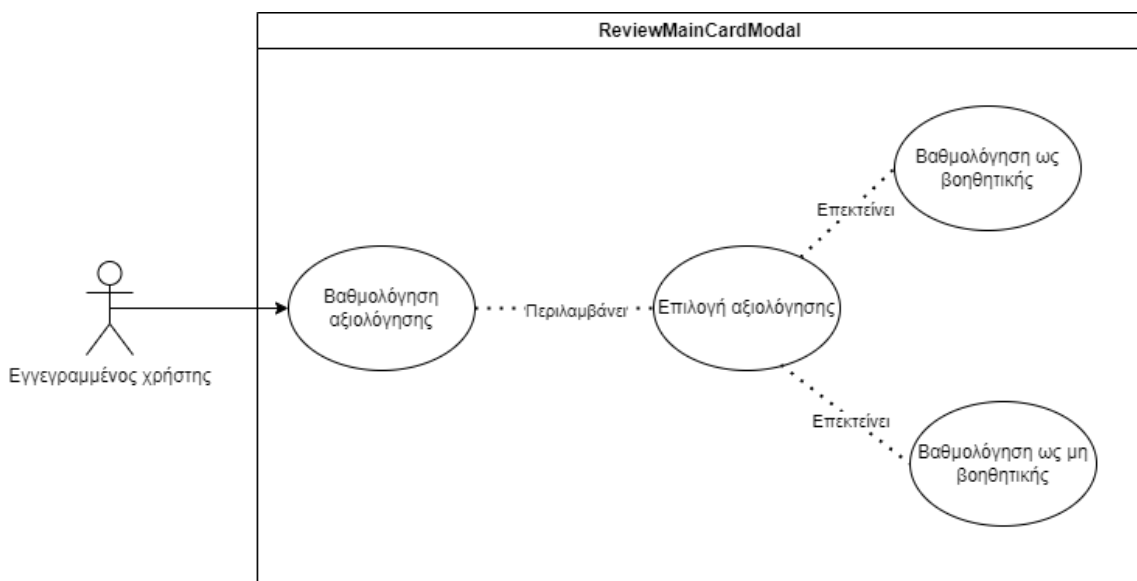 ReviewMainCardModal
Βαθμολόγηση ως
βοηθητικής
Επεκτείνει
Βαθμολόγηση
αξιολόγησης
Περιλαμβάνει
Επιλογή αξιολόγησης
Εγγεγραμμένος χρήστης
Επεκτείνει
Βαθμολόγηση ως μη
βοηθητικής